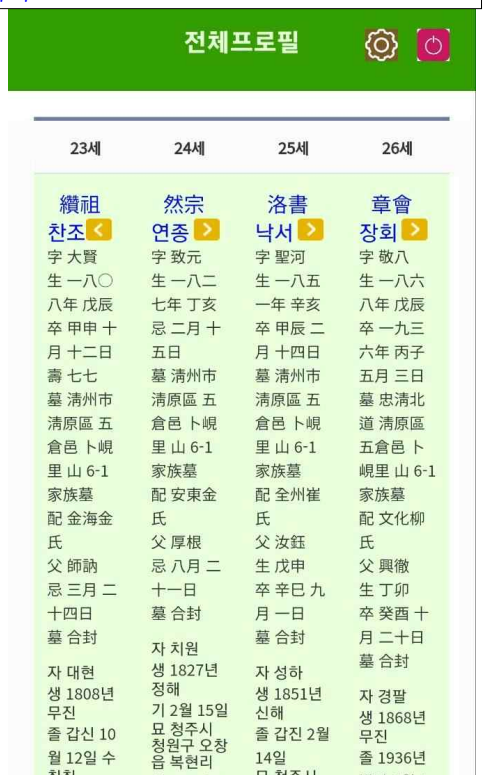 전체프로필
23세
24세
25세
26세
纘祖
찬조
字 大賢
生 一八〇
八年 戊辰
卒 甲申 十
月 十二日
壽 七七
墓 淸州市
淸原區 五
倉邑 卜峴
里 山 6-1
家族墓
配 金海金
氏
父 師訥
忌 三月 二
十四日
墓 合封
자 대현
생 1808년
무진
졸 갑신 10
월 12일 수
然宗
연종
字 致元
生 一八二
七年 丁亥
忌 二月 十
五日
墓 淸州市
淸原區 五
倉邑 卜峴
里 山 6-1
家族墓
配 安東金
氏
父 厚根
忌 八月 二
十一日
墓 合封
자 치원
생 1827년
정해
기 2월 15일
묘 청주시
청원구 오창
읍 복현리
洛書
낙서
字 聖河
生 一八五
一年 辛亥
卒 甲辰 二
月 十四日
墓 淸州市
淸原區 五
倉邑 卜峴
里 山 6-1
家族墓
配 全州崔
氏
父 汝鈺
生 戊申
卒 辛巳 九
月 一日
墓 合封
자 성하
생 1851년
신해
졸 갑진 2월
14일
章會
장회
字 敬八
生 一八六
八年 戊辰
卒 一九三
六年 丙子
五月 三日
墓 忠淸北
道 淸原區
五倉邑 卜
峴里 山 6-1
家族墓
配 文化柳
氏
父 興徹
生 丁卯
卒 癸酉 十
月 二十日
墓 合封
자 경팔
생 1868년
무진
졸 1936년